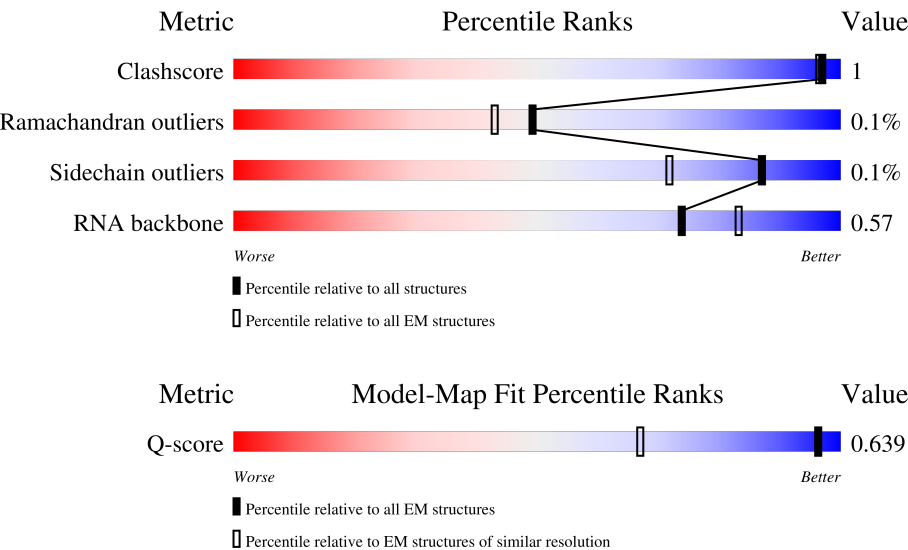 Metric Percentile Ranks Value
Clashscore 1
Ramachandran outliers 0.1%
Sidechain outliers 0.1%
RNA backbone 0.57
Worse Better
Percentile relative to all structures
Percentile relative to all EM structures
Metric Model-Map Fit Percentile Ranks Value
Q-score 0.639
Worse Better
Percentile relative to all EM structures
Percentile relative to EM structures of similar resolution